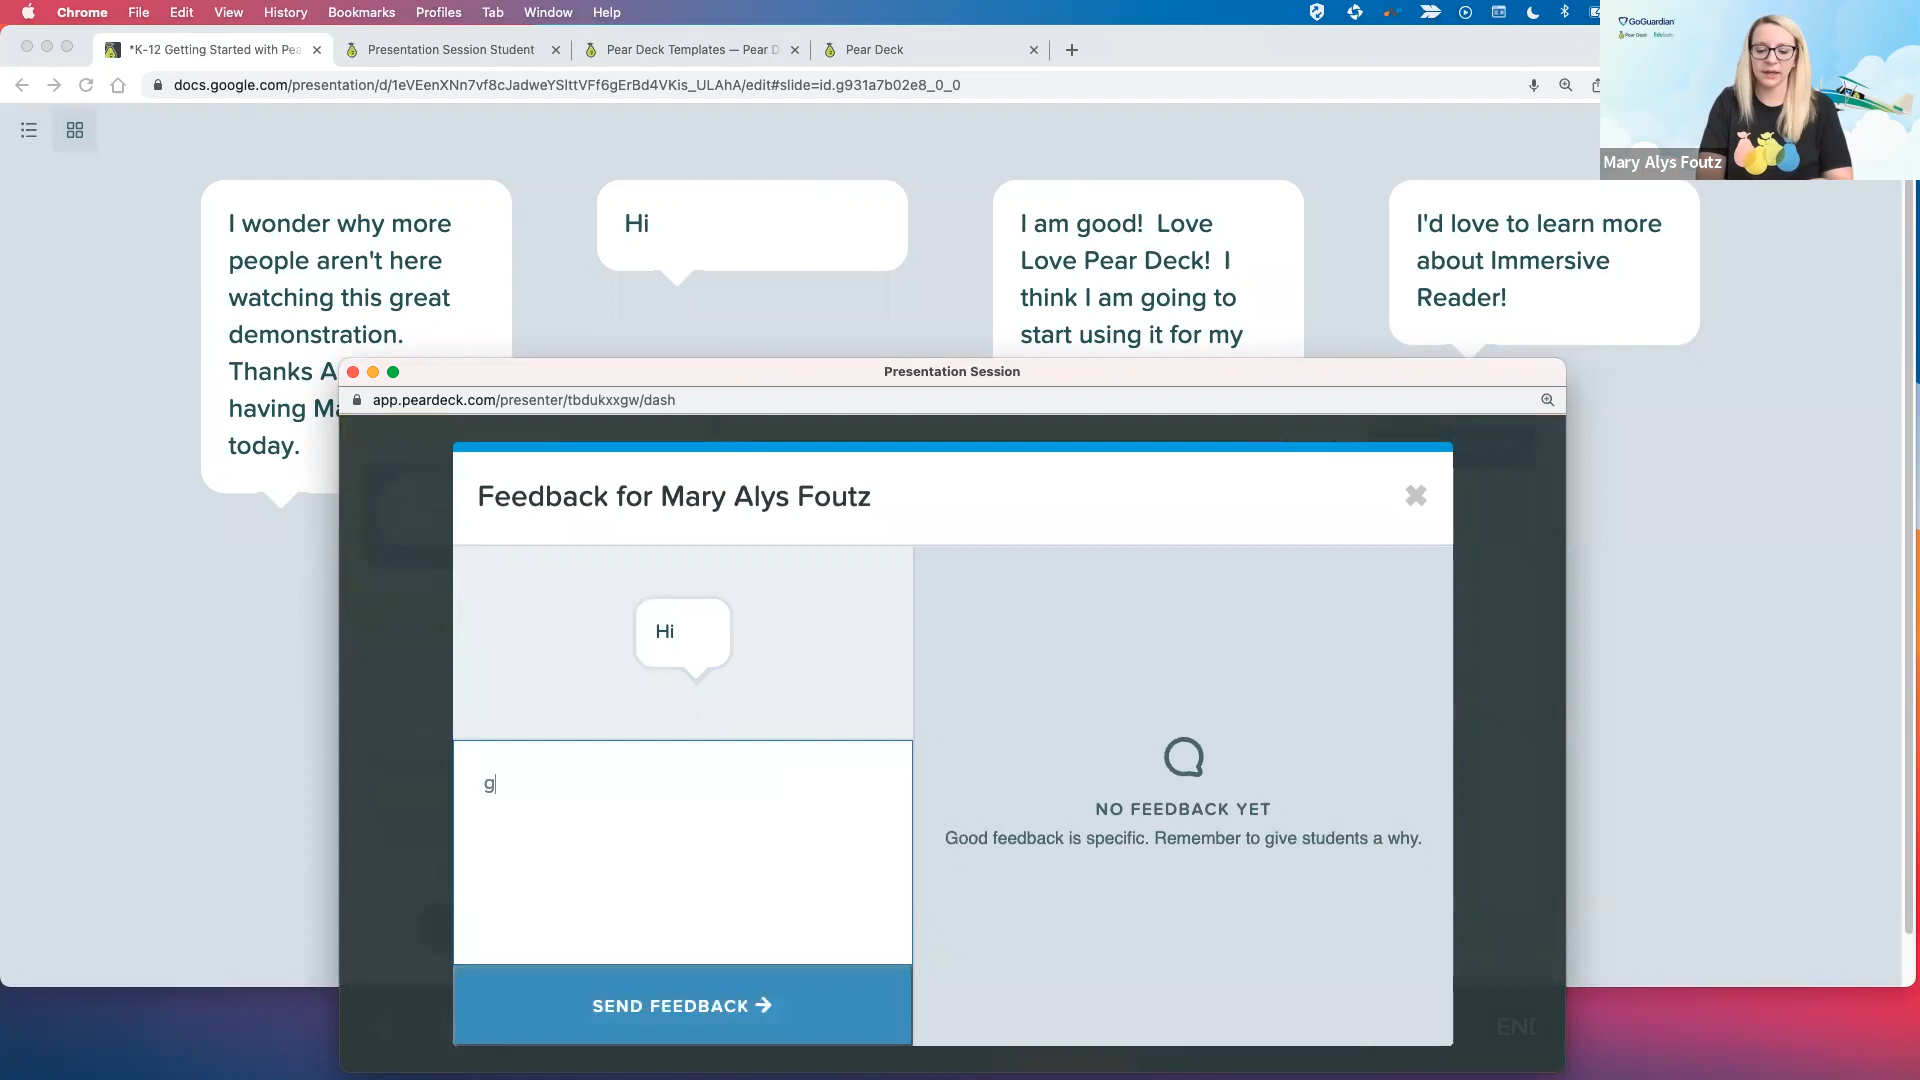 Chrome File Edit View History Bookmarks Profiles Tab Window Help
*K-12 Getting Started with Pea
Presentation Session Student
Pear Deck Templates — Pear D
Pear Deck
docs.google.com/presentation/d/1eVEenXNn7vf8cJadweYSIttVFf6gErBd4VKis_ULAhA/edit#slide=id.g931a7b02e8_0_0
GoGuardian
Pear Deck Edulastic
Mary Alys Foutz
I wonder why more
people aren't here
watching this great
demonstration.
Thanks A
having Ma
today.
Hi
I am good! Love
Love Pear Deck! I
think I am going to
start using it for my
I'd love to learn more
about Immersive
Reader!
Presentation Session
app.peardeck.com/presenter/tbdukxxgw/dash
Feedback for Mary Alys Foutz
Hi
g
SEND FEEDBACK
NO FEEDBACK YET
Good feedback is specific. Remember to give students a why.